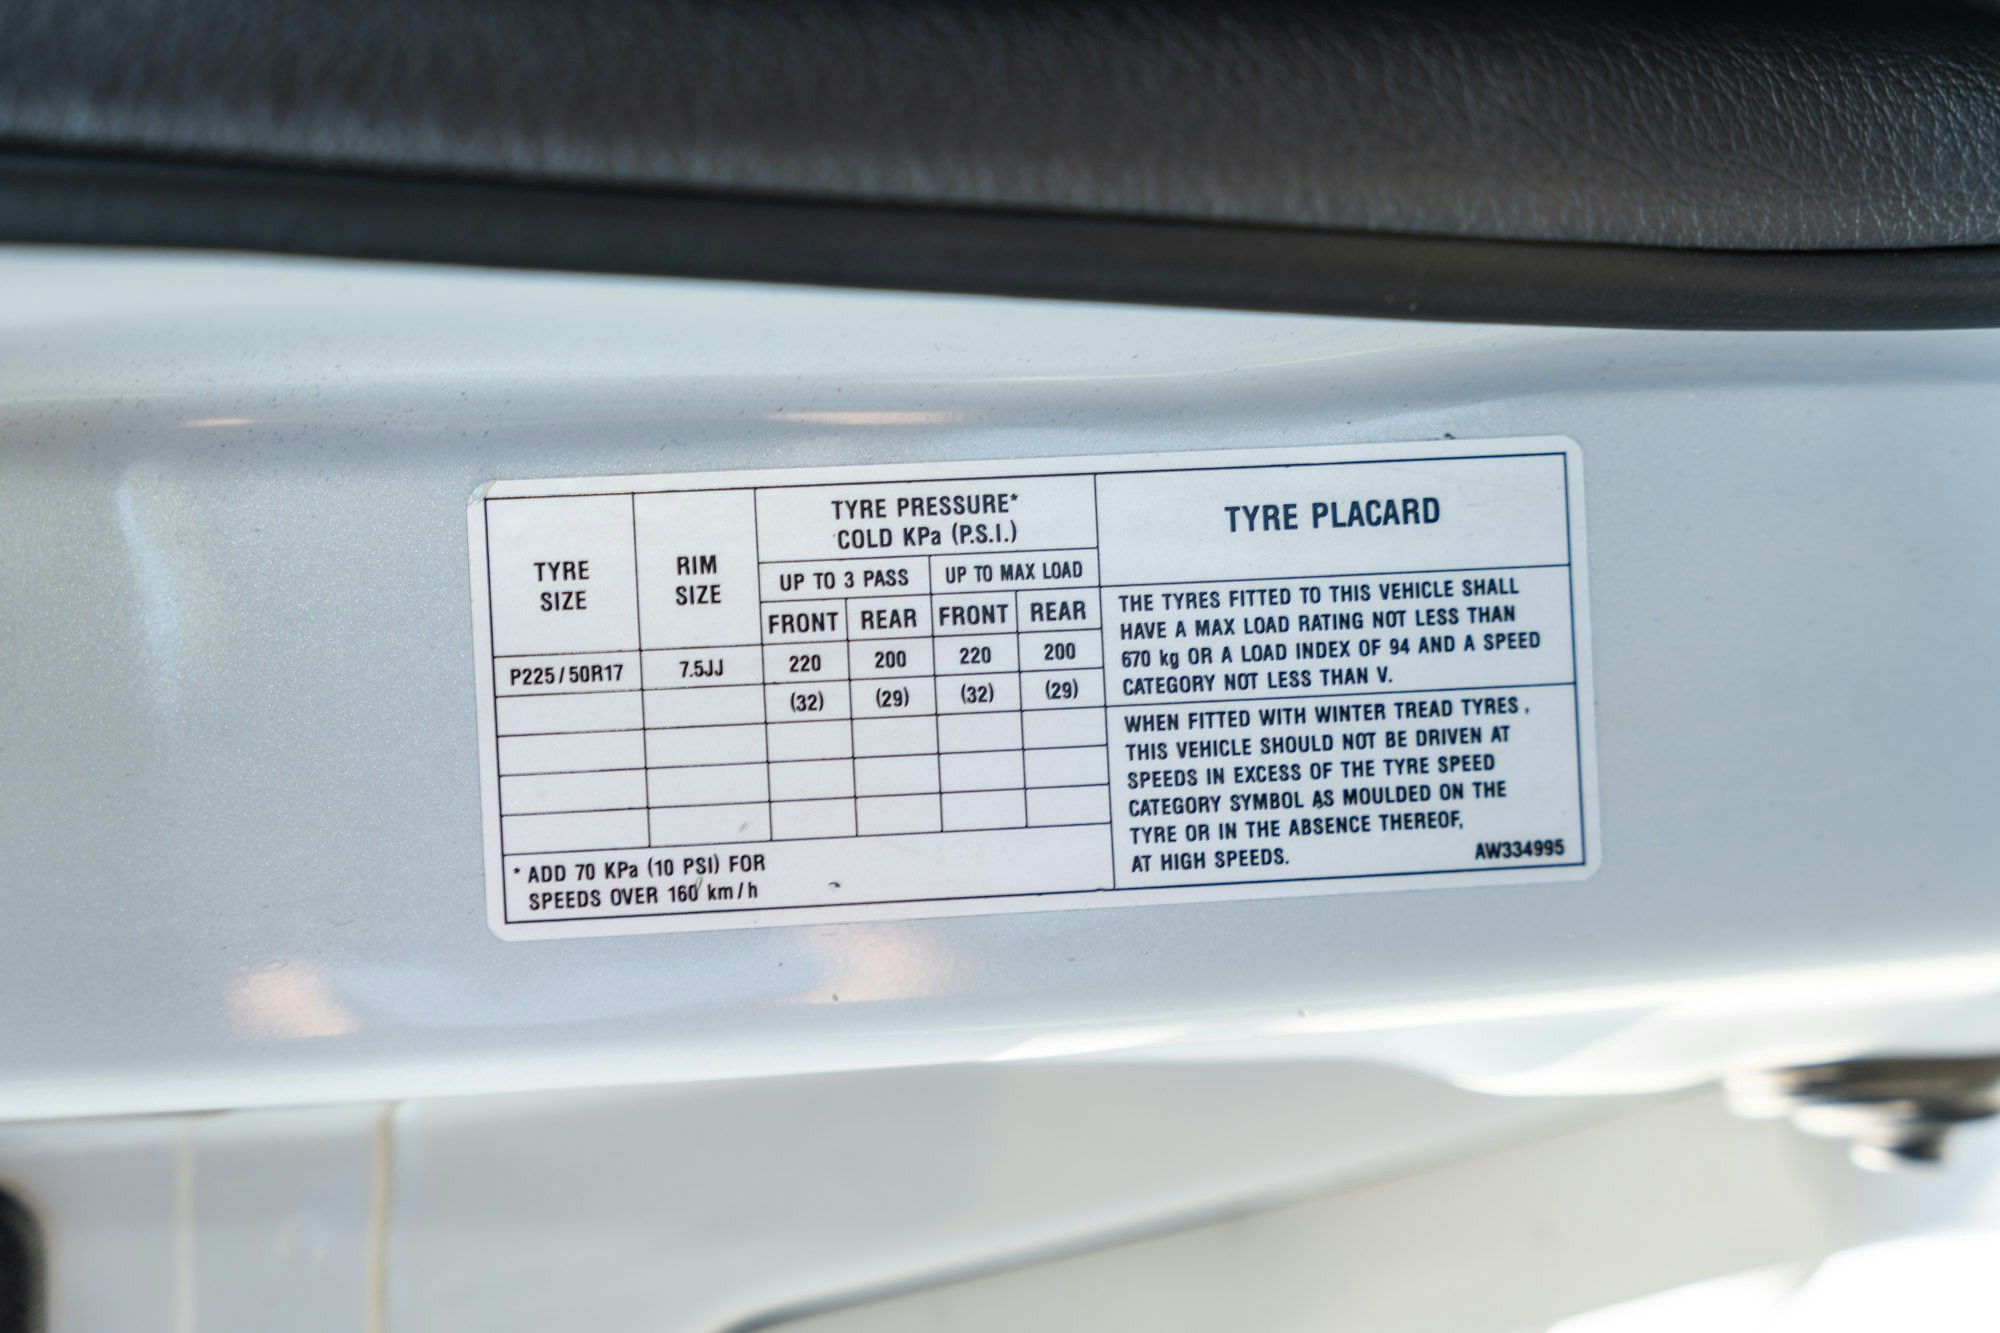 TYRE SIZE
RIM SIZE
TYRE PRESSURE*
COLD KPa (P.S.I.)
UP TO 3 PASS UP TO MAX LOAD
FRONT REAR FRONT REAR
P225/50R17 7.5JJ 220 200 220 200
(32) (29) (32) (29)
* ADD 70 KPa (10 PSI) FOR
SPEEDS OVER 160 km/h
TYRE PLACARD
THE TYRES FITTED TO THIS VEHICLE SHALL
HAVE A MAX LOAD RATING NOT LESS THAN
670 kg OR A LOAD INDEX OF 94 AND A SPEED
CATEGORY NOT LESS THAN V.
WHEN FITTED WITH WINTER TREAD TYRES,
THIS VEHICLE SHOULD NOT BE DRIVEN AT
SPEEDS IN EXCESS OF THE TYRE SPEED
CATEGORY SYMBOL AS MOULDED ON THE
TYRE OR IN THE ABSENCE THEREOF,
AT HIGH SPEEDS.
AW334995